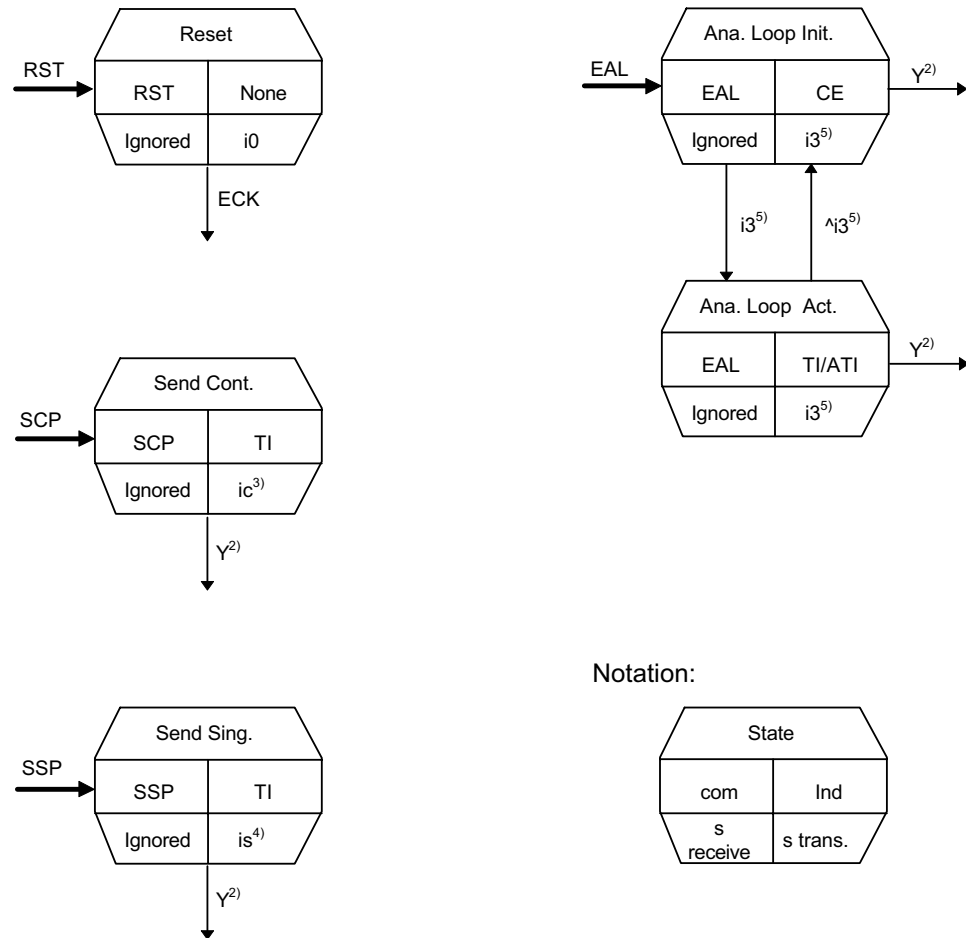 Reset
RST
RST
None
Ignored
i0
ECK
Ana. Loop Init.
EAL
EAL
CE
Y2)
Ignored
i35)
i35)
^i35)
Ana. Loop Act.
EAL
TI/ATI
Y2)
Ignored
i35)
Send Cont.
SCP
SCP
TI
Ignored
ic3)
Y2)
Send Sing.
SSP
SSP
TI
Ignored
is4)
Y2)
Notation:
State
com
Ind
s
receive
s trans.